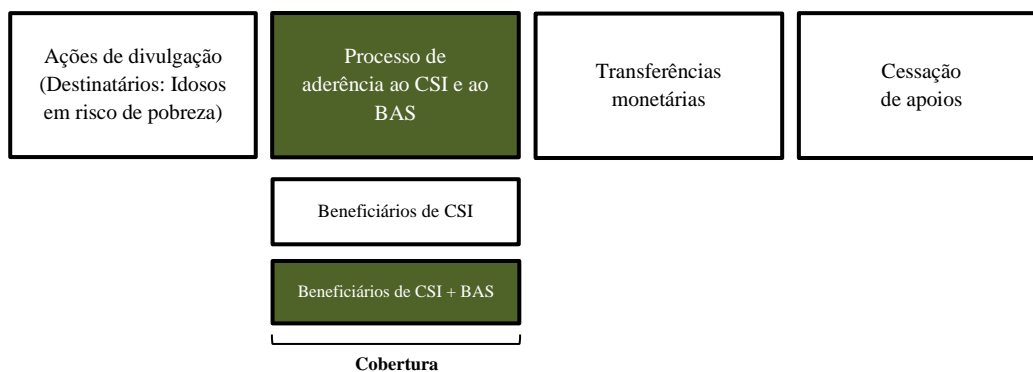 Ações de divulgação
(Destinatários: Idosos
em risco de pobreza)
Processo de
aderência ao CSI e ao
BAS
Transferências
monetárias
Cessação
de apoios
Beneficiários de CSI
Beneficiários de CSI + BAS
Cobertura